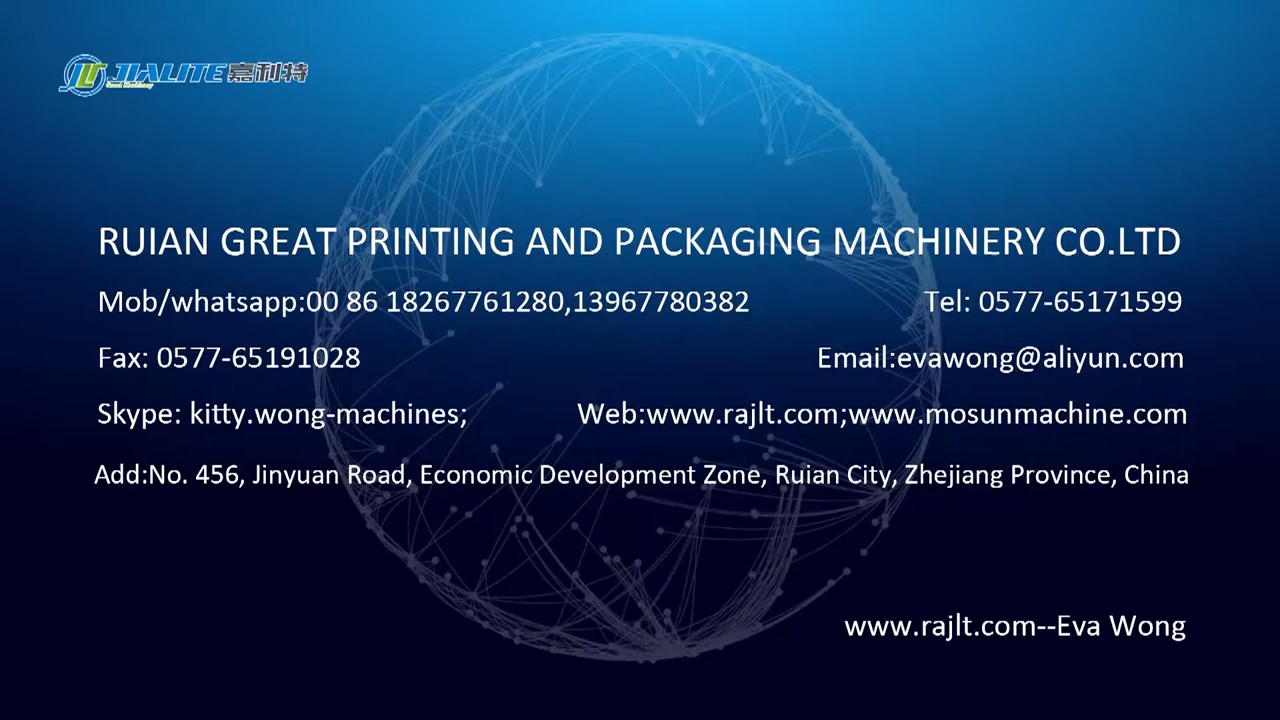 JIALITE嘉利特
Great Machinery
RUIAN GREAT PRINTING AND PACKAGING MACHINERY CO.LTD
Mob/whatsapp:00 86 18267761280,13967780382 Tel: 0577-65171599
Fax: 0577-65191028 Email:evawong@aliyun.com
Skype: kitty.wong-machines; Web:www.rajlt.com;www.mosunmachine.com
Add:No. 456, Jinyuan Road, Economic Development Zone, Ruian City, Zhejiang Province, China
www.rajlt.com--Eva Wong